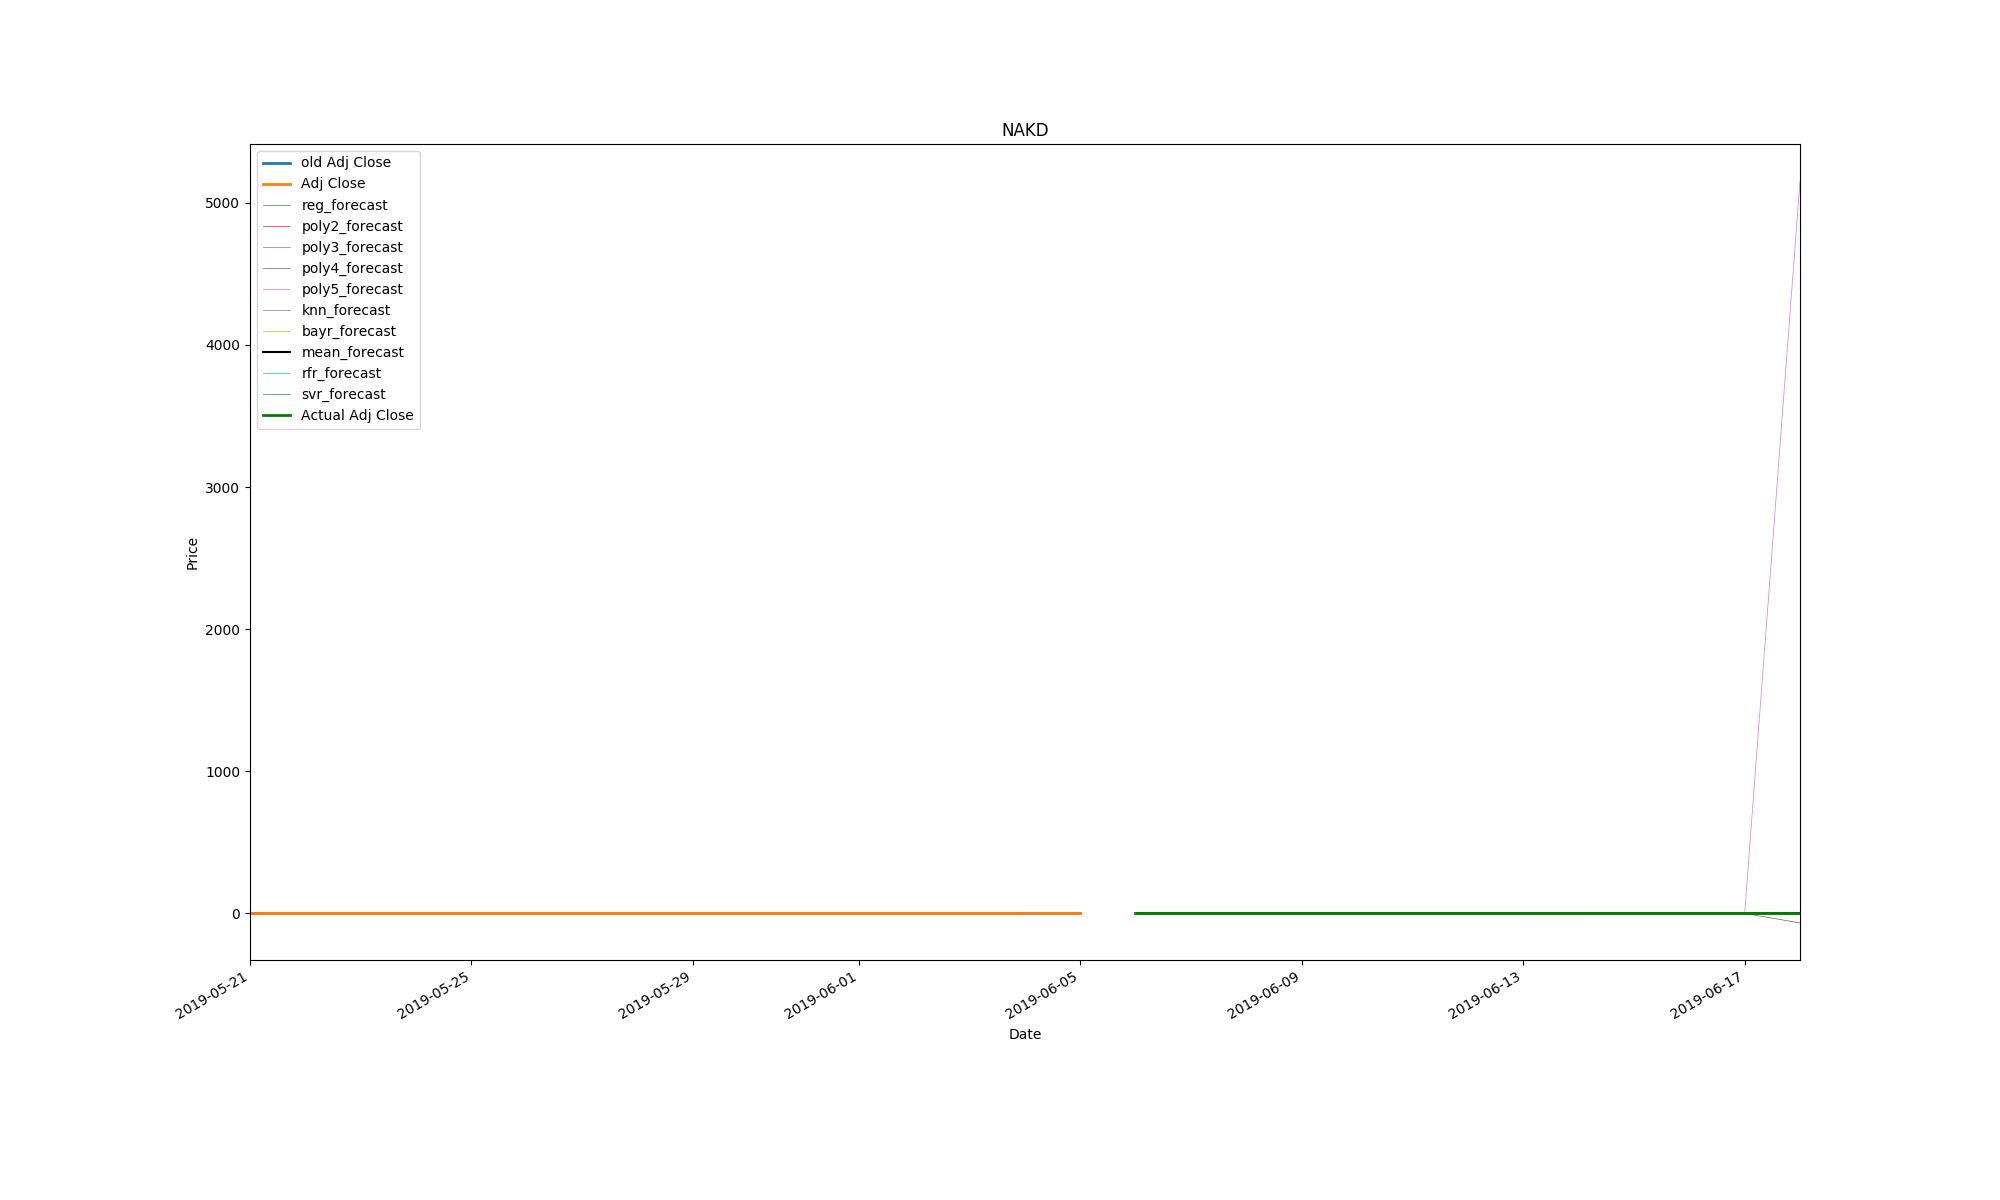 NAKD
old Adj Close
Adj Close
reg_forecast
poly2_forecast
poly3_forecast
poly4_forecast
poly5_forecast
knn_forecast
bayr_forecast
mean_forecast
rfr_forecast
svr_forecast
Actual Adj Close
5000
4000
3000
2000
1000
0
Price
2019-05-21
2019-05-25
2019-05-29
2019-06-01
2019-06-05
2019-06-09
2019-06-13
2019-06-17
Date